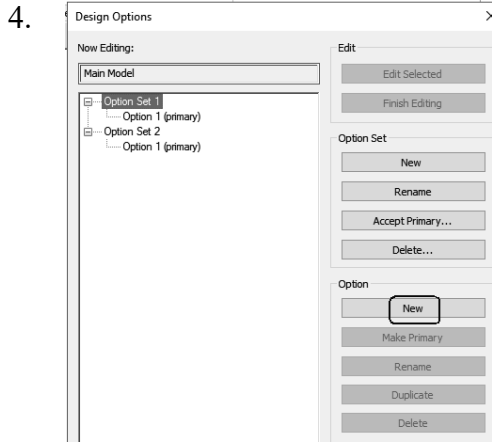 4.
Design Options
Now Editing:
Main Model
Option Set 1
Option 1 (primary)
Option Set 2
Option 1 (primary)
Edit
Edit Selected
Finish Editing
Option Set
New
Rename
Accept Primary...
Delete...
Option
New
Make Primary
Rename
Duplicate
Delete